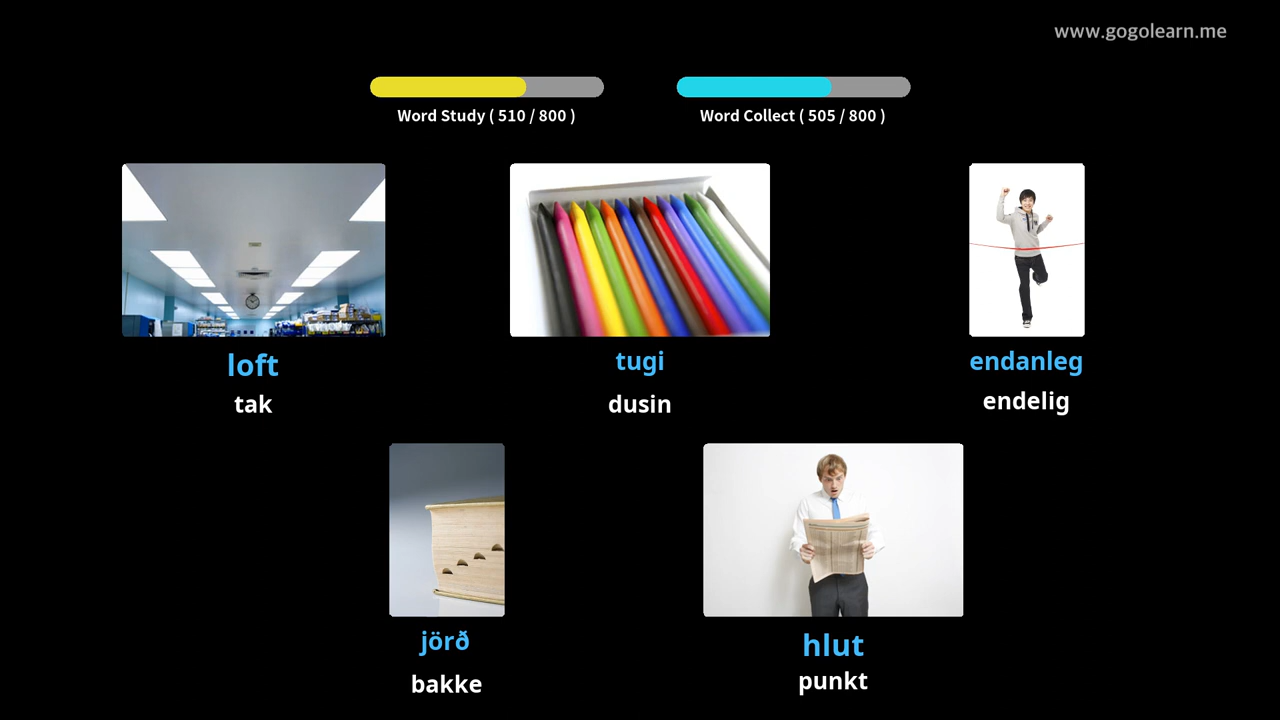 www.gogolearn.me
Word Study ( 510 / 800 )
Word Collect ( 505 / 800 )
loft
tugi
endanleg
tak
dusin
endelig
jörð
hlut
bakke
punkt